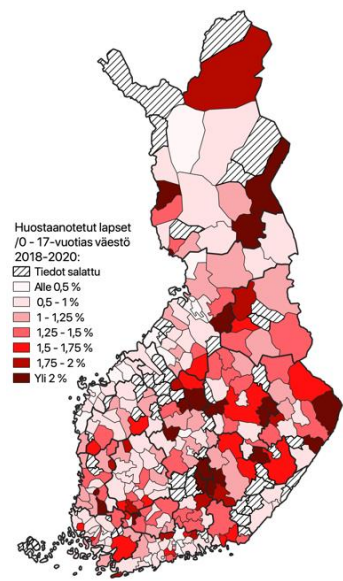 Huostaanotetut lapset
/0 - 17-vuotias väestö
2018-2020:
Tiedot salattu
Alle 0,5 %
0,5 - 1 %
1 - 1,25 %
1,25 - 1,5 %
1,5 - 1,75 %
1,75 - 2 %
Yli 2 %